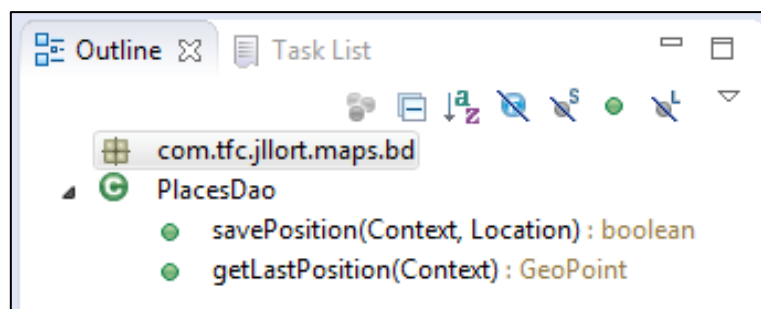 Outline Task List
com.tfc.jllort.maps.bd
PlacesDao
savePosition(Context, Location) : boolean
getLastPosition(Context) : GeoPoint